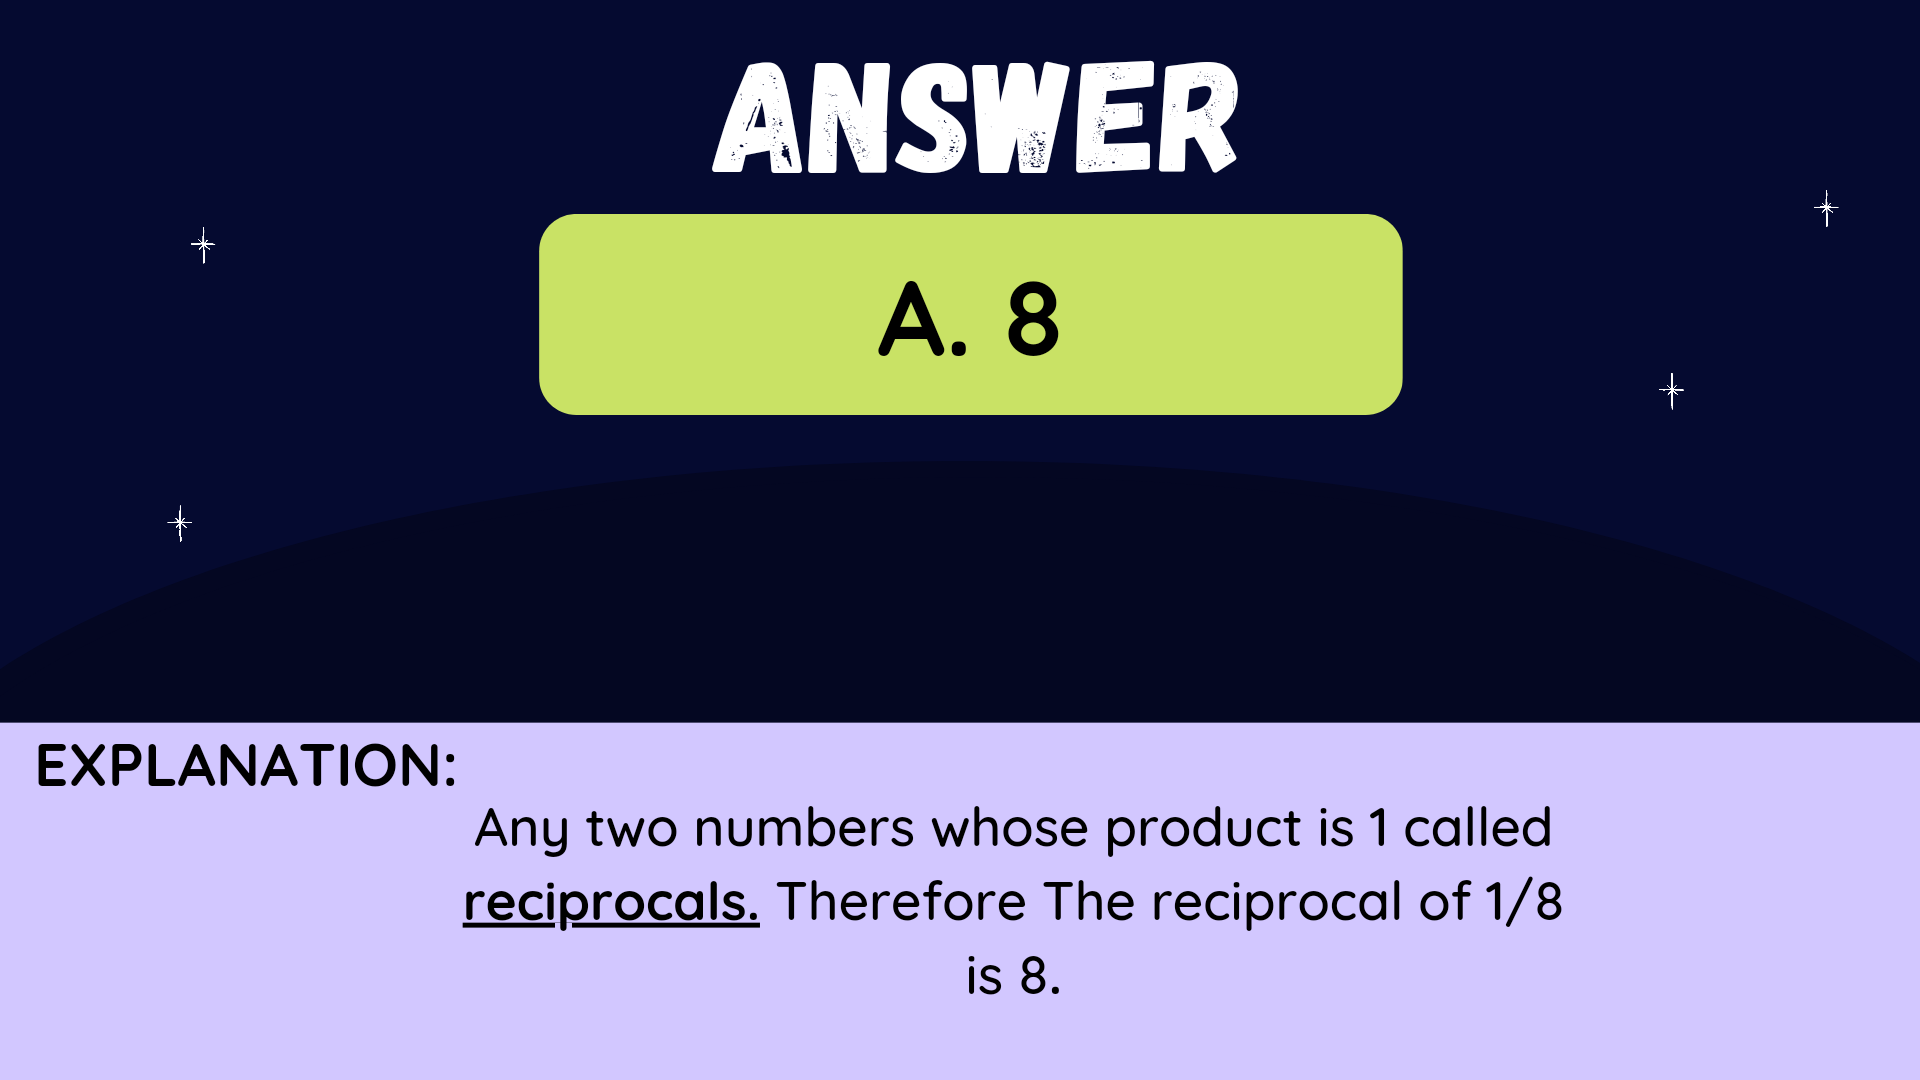 ANSWER
A. 8
EXPLANATION:
Any two numbers whose product is 1 called
reciprocals. Therefore The reciprocal of 1/8
is 8.